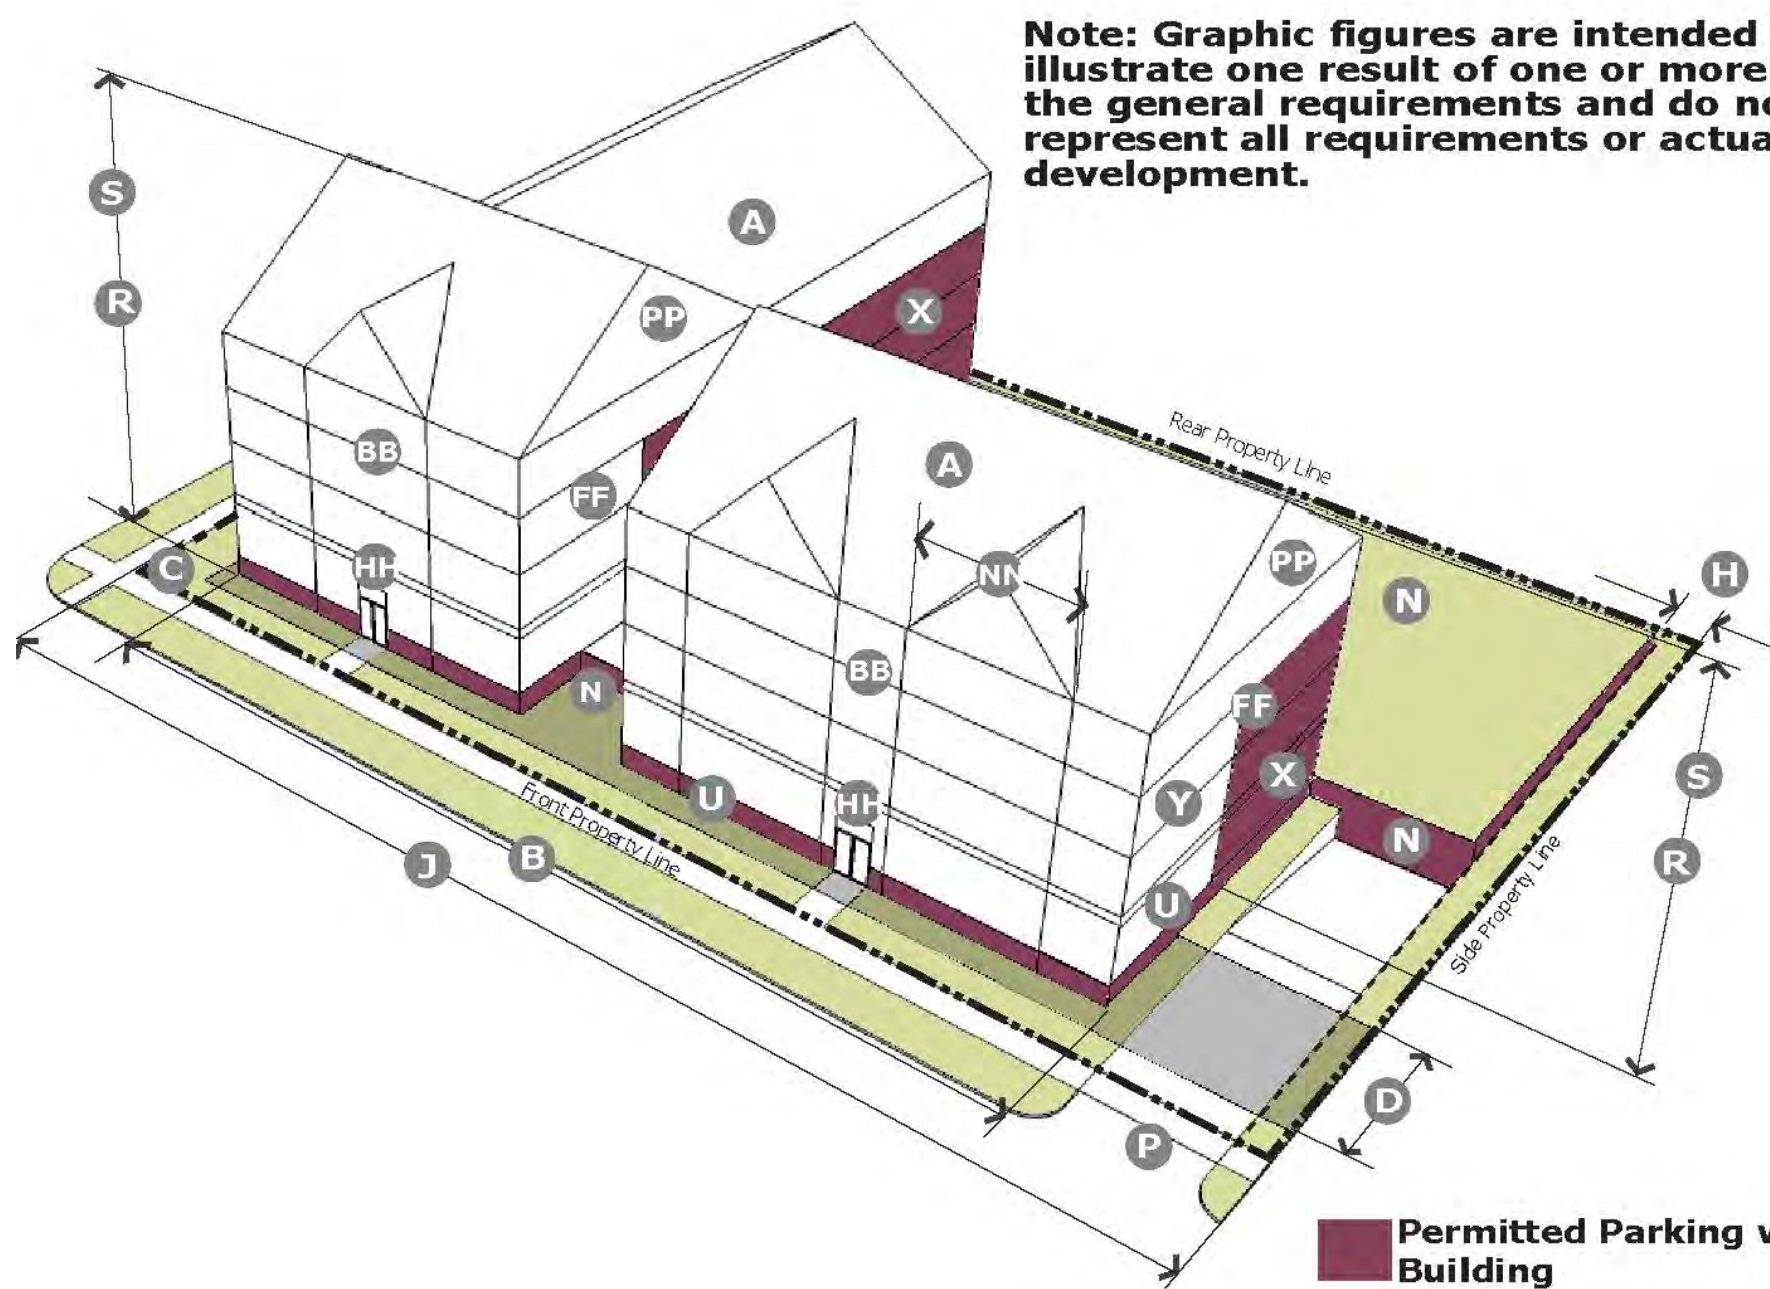 Note: Graphic figures are intended
illustrate one result of one or more
the general requirements and do no
represent all requirements or actua
development.
S
A
R
X
PP
Rear Property Line
BB
A
FF
PP
C
HH
NN
N
H
BB
N
FF
S
U
HH
Y
X
Front Property Line
N
J
B
R
U
Side Property Line
D
P
Permitted Parking w
Building